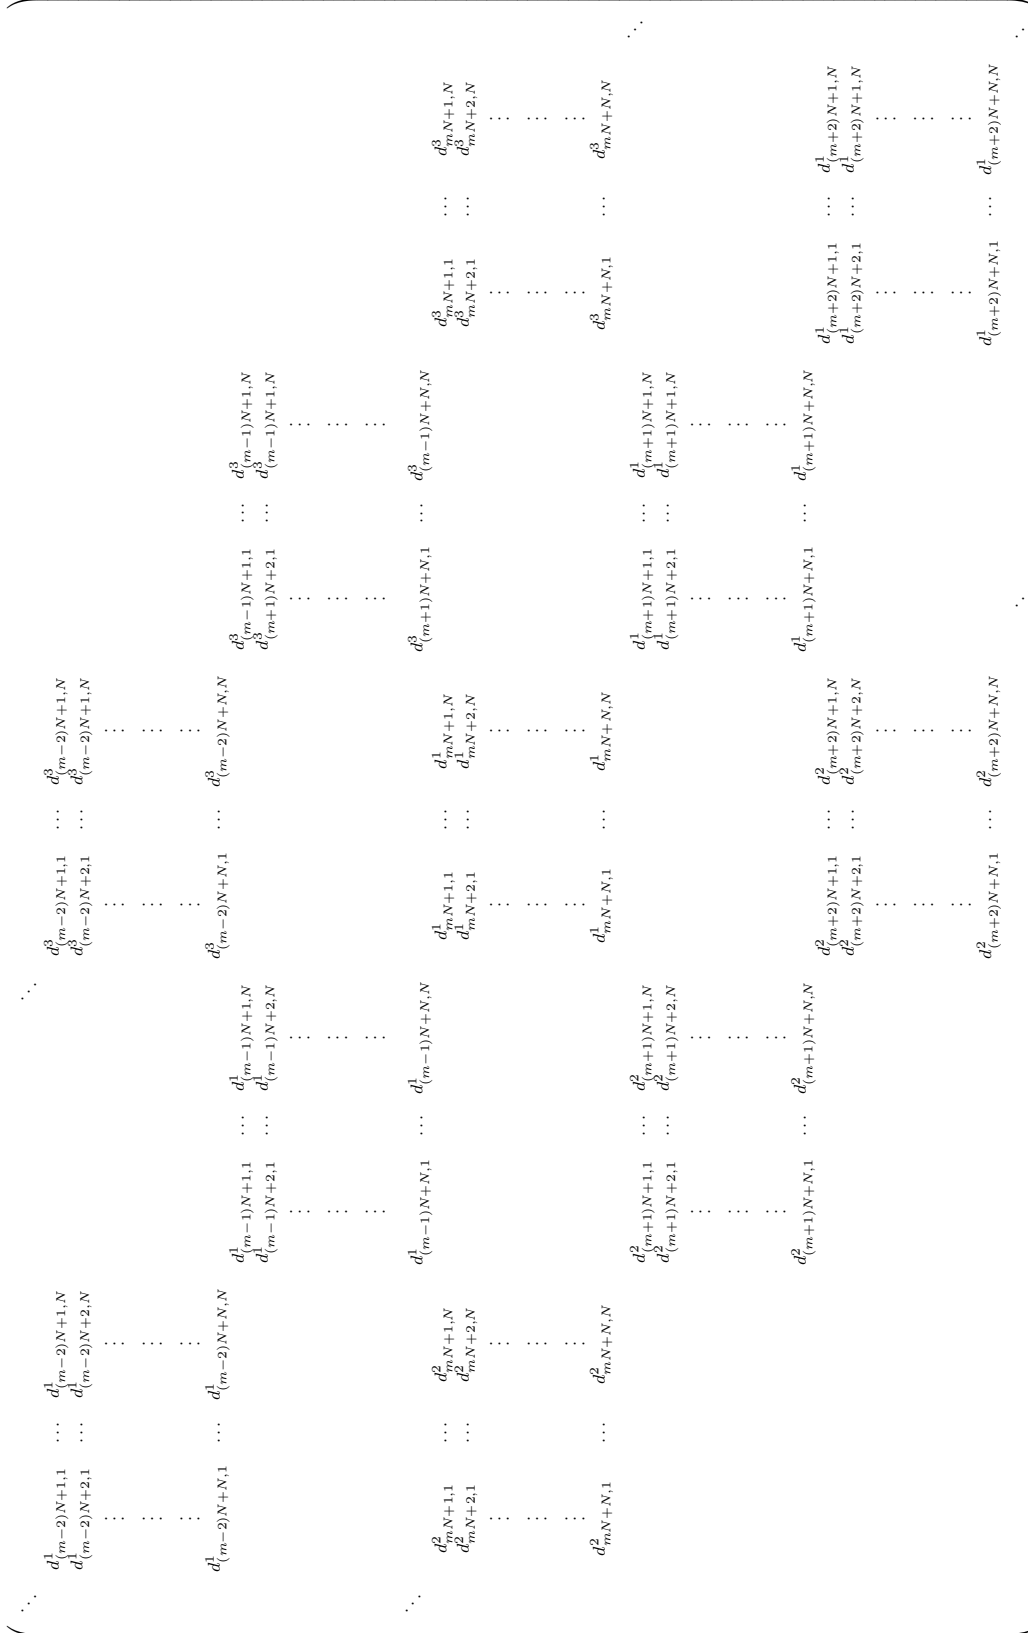 ⋱ ⋱
d^1_{(m-2)N+1,1} ⋯ d^1_{(m-2)N+1,N} d^3_{(m-2)N+1,1} ⋯ d^3_{(m-2)N+1,N}
d^1_{(m-2)N+2,1} ⋯ d^1_{(m-2)N+2,N} d^3_{(m-2)N+2,1} ⋯ d^3_{(m-2)N+1,N}
⋮ ⋮ ⋮ ⋮
⋮ ⋮ ⋮ ⋮
⋮ ⋮ ⋮ ⋮
d^1_{(m-2)N+N,1} ⋯ d^1_{(m-2)N+N,N} d^3_{(m-2)N+N,1} ⋯ d^3_{(m-2)N+N,N}
d^1_{(m-1)N+1,1} ⋯ d^1_{(m-1)N+1,N} d^3_{(m-1)N+1,1} ⋯ d^3_{(m-1)N+1,N}
d^1_{(m-1)N+2,1} ⋯ d^1_{(m-1)N+2,N} d^3_{(m+1)N+2,1} ⋯ d^3_{(m-1)N+1,N}
⋮ ⋮ ⋮ ⋮
⋮ ⋮ ⋮ ⋮
⋮ ⋮ ⋮ ⋮
⋱
d^1_{(m-1)N+N,1} ⋯ d^1_{(m-1)N+N,N} d^3_{(m+1)N+N,1} ⋯ d^3_{(m-1)N+N,N}
d^2_{mN+1,1} ⋯ d^2_{mN+1,N} d^1_{mN+1,1} ⋯ d^1_{mN+1,N} d^3_{mN+1,1} ⋯ d^3_{mN+1,N}
d^2_{mN+2,1} ⋯ d^2_{mN+2,N} d^1_{mN+2,1} ⋯ d^1_{mN+2,N} d^3_{mN+2,1} ⋯ d^3_{mN+2,N}
⋮ ⋮ ⋮ ⋮ ⋮ ⋮
⋮ ⋮ ⋮ ⋮ ⋮ ⋮
⋮ ⋮ ⋮ ⋮ ⋮ ⋮
d^2_{mN+N,1} ⋯ d^2_{mN+N,N} d^1_{mN+N,1} ⋯ d^1_{mN+N,N} d^3_{mN+N,1} ⋯ d^3_{mN+N,N}
⋱
d^2_{(m+1)N+1,1} ⋯ d^2_{(m+1)N+1,N} d^1_{(m+1)N+1,1} ⋯ d^1_{(m+1)N+1,N}
d^2_{(m+1)N+2,1} ⋯ d^2_{(m+1)N+2,N} d^1_{(m+1)N+2,1} ⋯ d^1_{(m+1)N+1,N}
⋮ ⋮ ⋮ ⋮
⋮ ⋮ ⋮ ⋮
⋮ ⋮ ⋮ ⋮
d^2_{(m+1)N+N,1} ⋯ d^2_{(m+1)N+N,N} d^1_{(m+1)N+N,1} ⋯ d^1_{(m+1)N+N,N}
d^2_{(m+2)N+1,1} ⋯ d^2_{(m+2)N+1,N} d^1_{(m+2)N+1,1} ⋯ d^1_{(m+2)N+1,N}
d^2_{(m+2)N+2,1} ⋯ d^2_{(m+2)N+2,N} d^1_{(m+2)N+2,1} ⋯ d^1_{(m+2)N+1,N}
⋮ ⋮ ⋮ ⋮
⋮ ⋮ ⋮ ⋮
⋮ ⋮ ⋮ ⋮
d^2_{(m+2)N+N,1} ⋯ d^2_{(m+2)N+N,N} d^1_{(m+2)N+N,1} ⋯ d^1_{(m+2)N+N,N}
⋱ ⋱